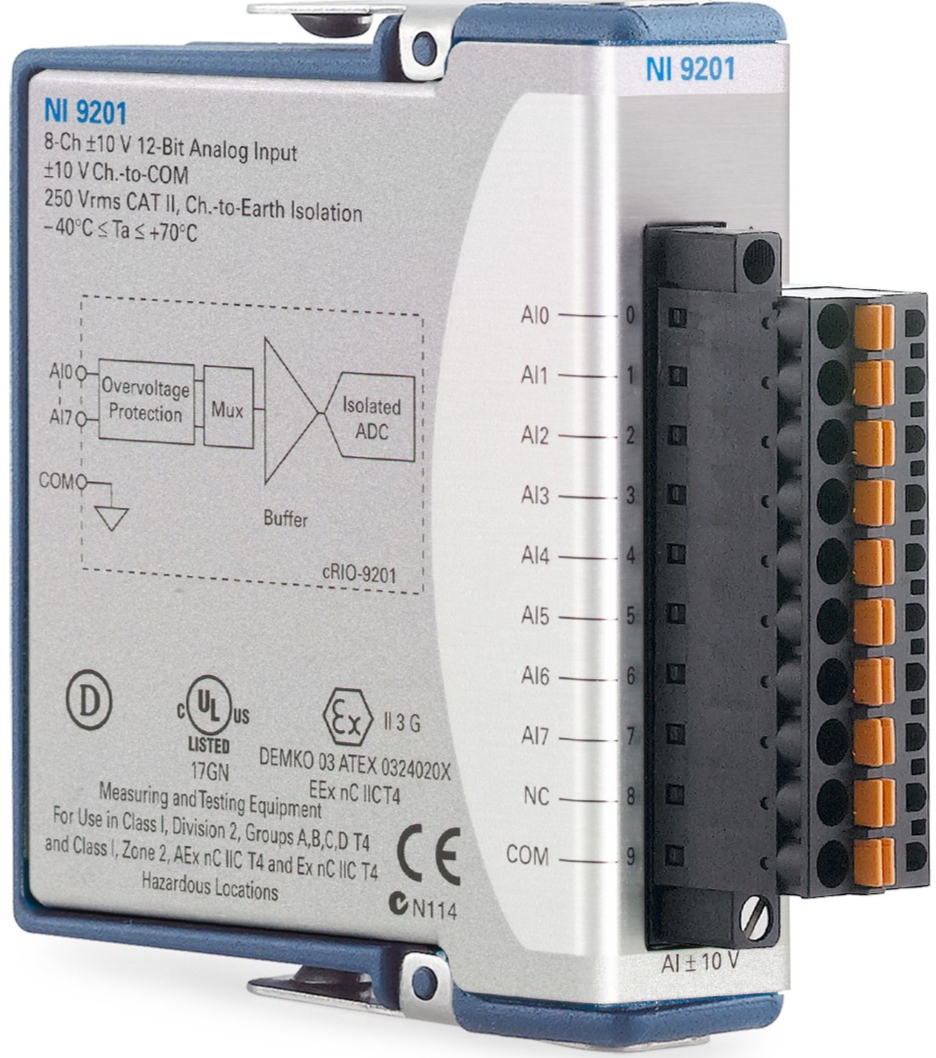 NI 9201
8-Ch ±10 V 12-Bit Analog Input
±10 V Ch.-to-COM
250 Vrms CAT II, Ch.-to-Earth Isolation
–40°C ≤ Ta ≤ +70°C
AI0
AI7
COM
Overvoltage
Protection
Mux
Isolated
ADC
Buffer
cRIO-9201
D
c UL US
LISTED
17GN
Ex II 3 G
DEMKO 03 ATEX 0324020X
EEx nC IICT4
Measuring and Testing Equipment
For Use in Class I, Division 2, Groups A,B,C,D T4
and Class I, Zone 2, AEx nC IIC T4 and Ex nC IIC T4
Hazardous Locations
CE
N114
NI 9201
AI0 0
AI1 1
AI2 2
AI3 3
AI4 4
AI5 5
AI6 6
AI7 7
NC 8
COM 9
AI ± 10 V